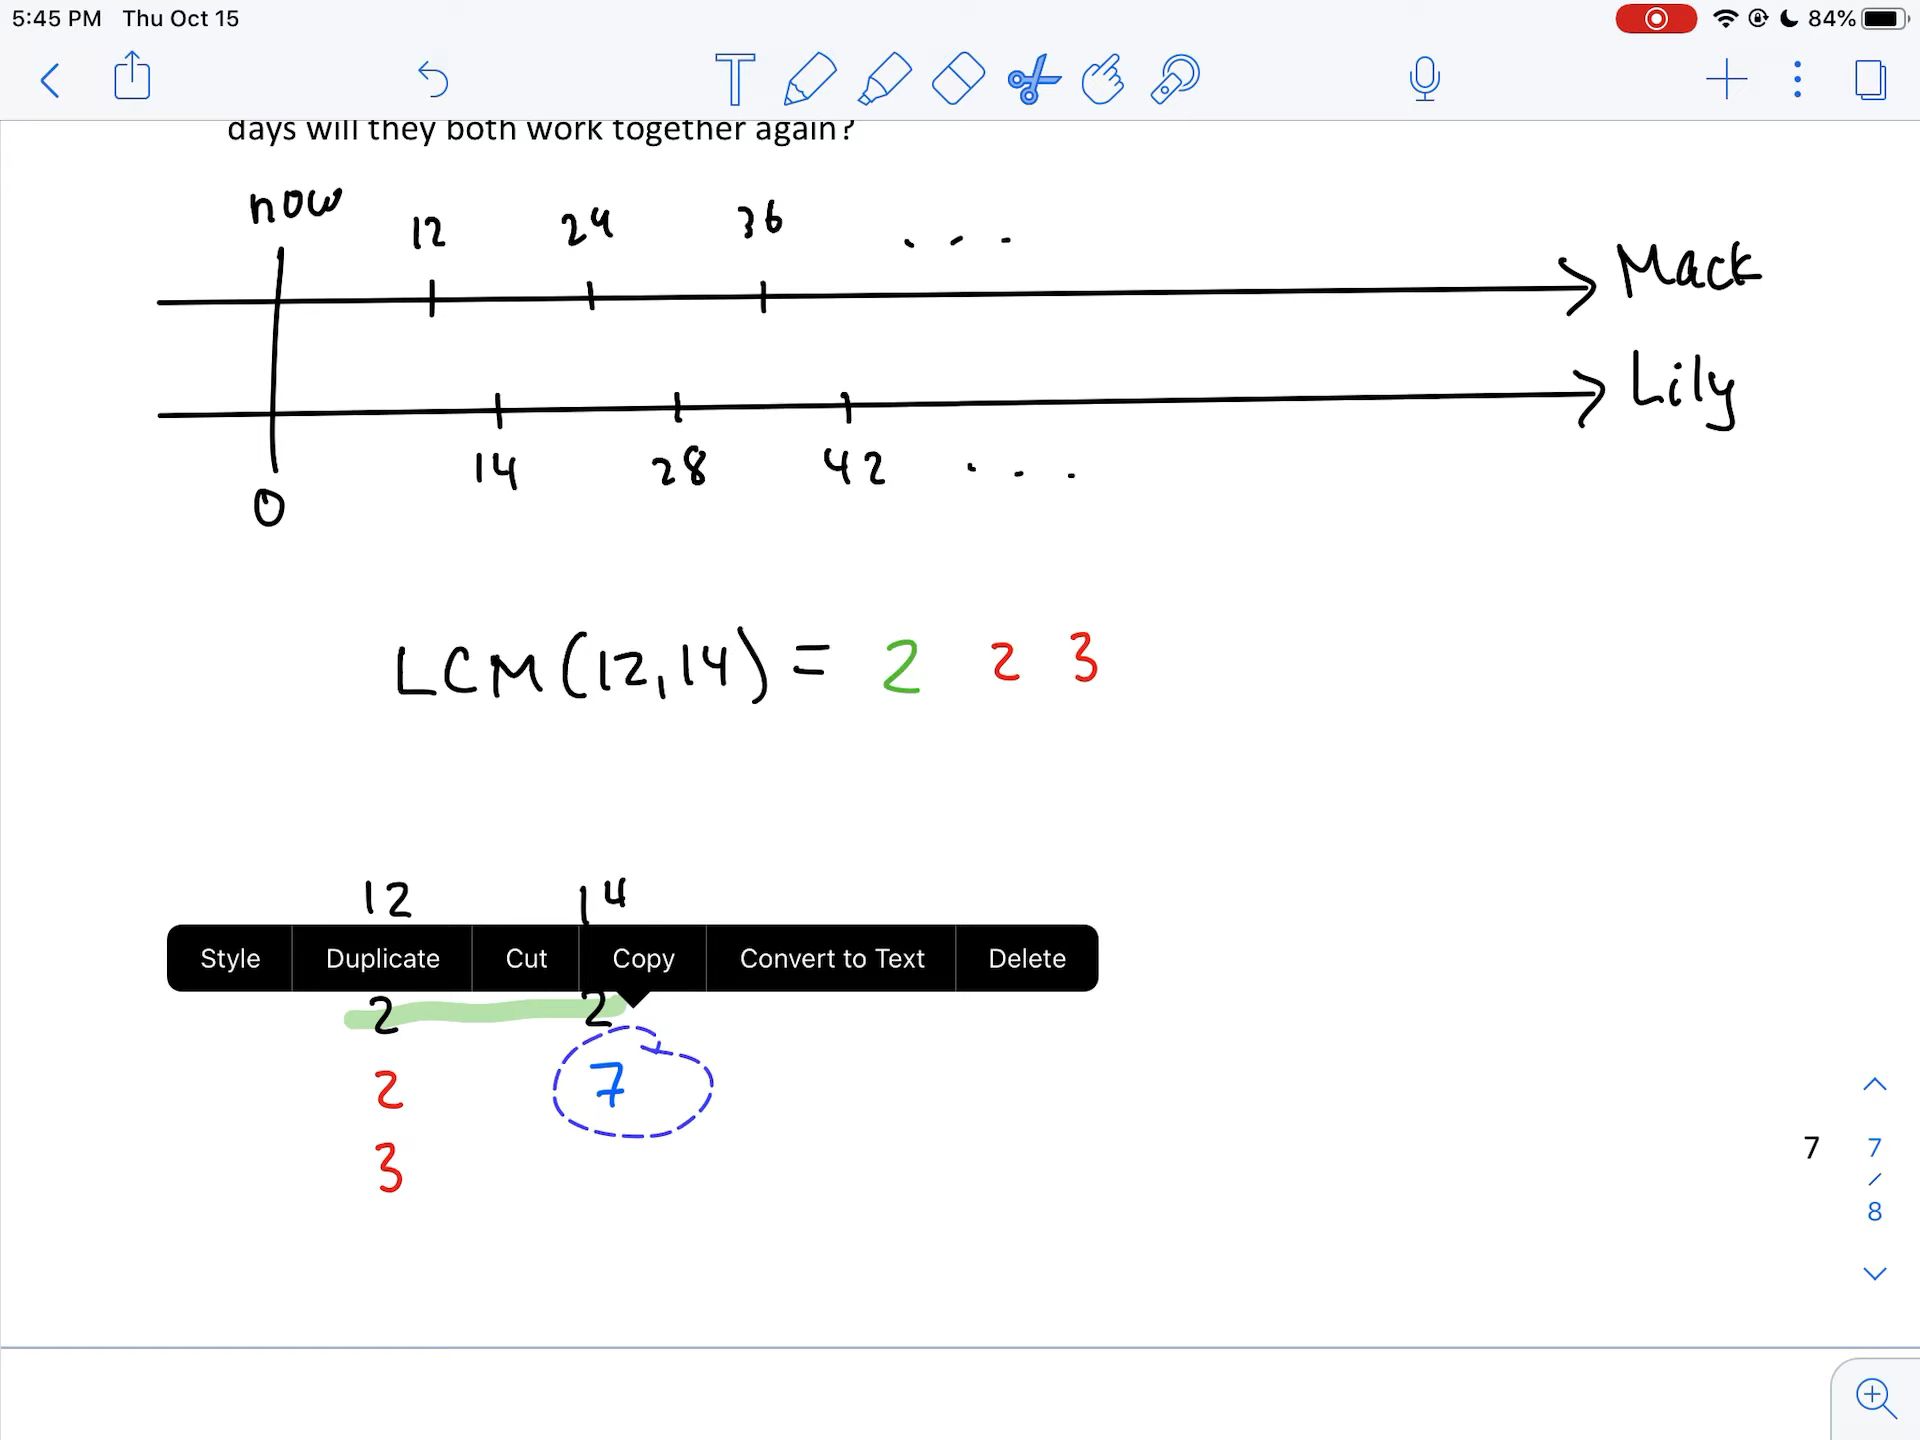 5:45 PM Thu Oct 15 84%
T
days will they both work together again?
now
12 24 36 . . .
Mack
Lily
14 28 42 . . .
0
LCM(12,14) = 2 2 3
12 14
Style Duplicate Cut Copy Convert to Text Delete
2 2
2 7
3
7 7
/
8